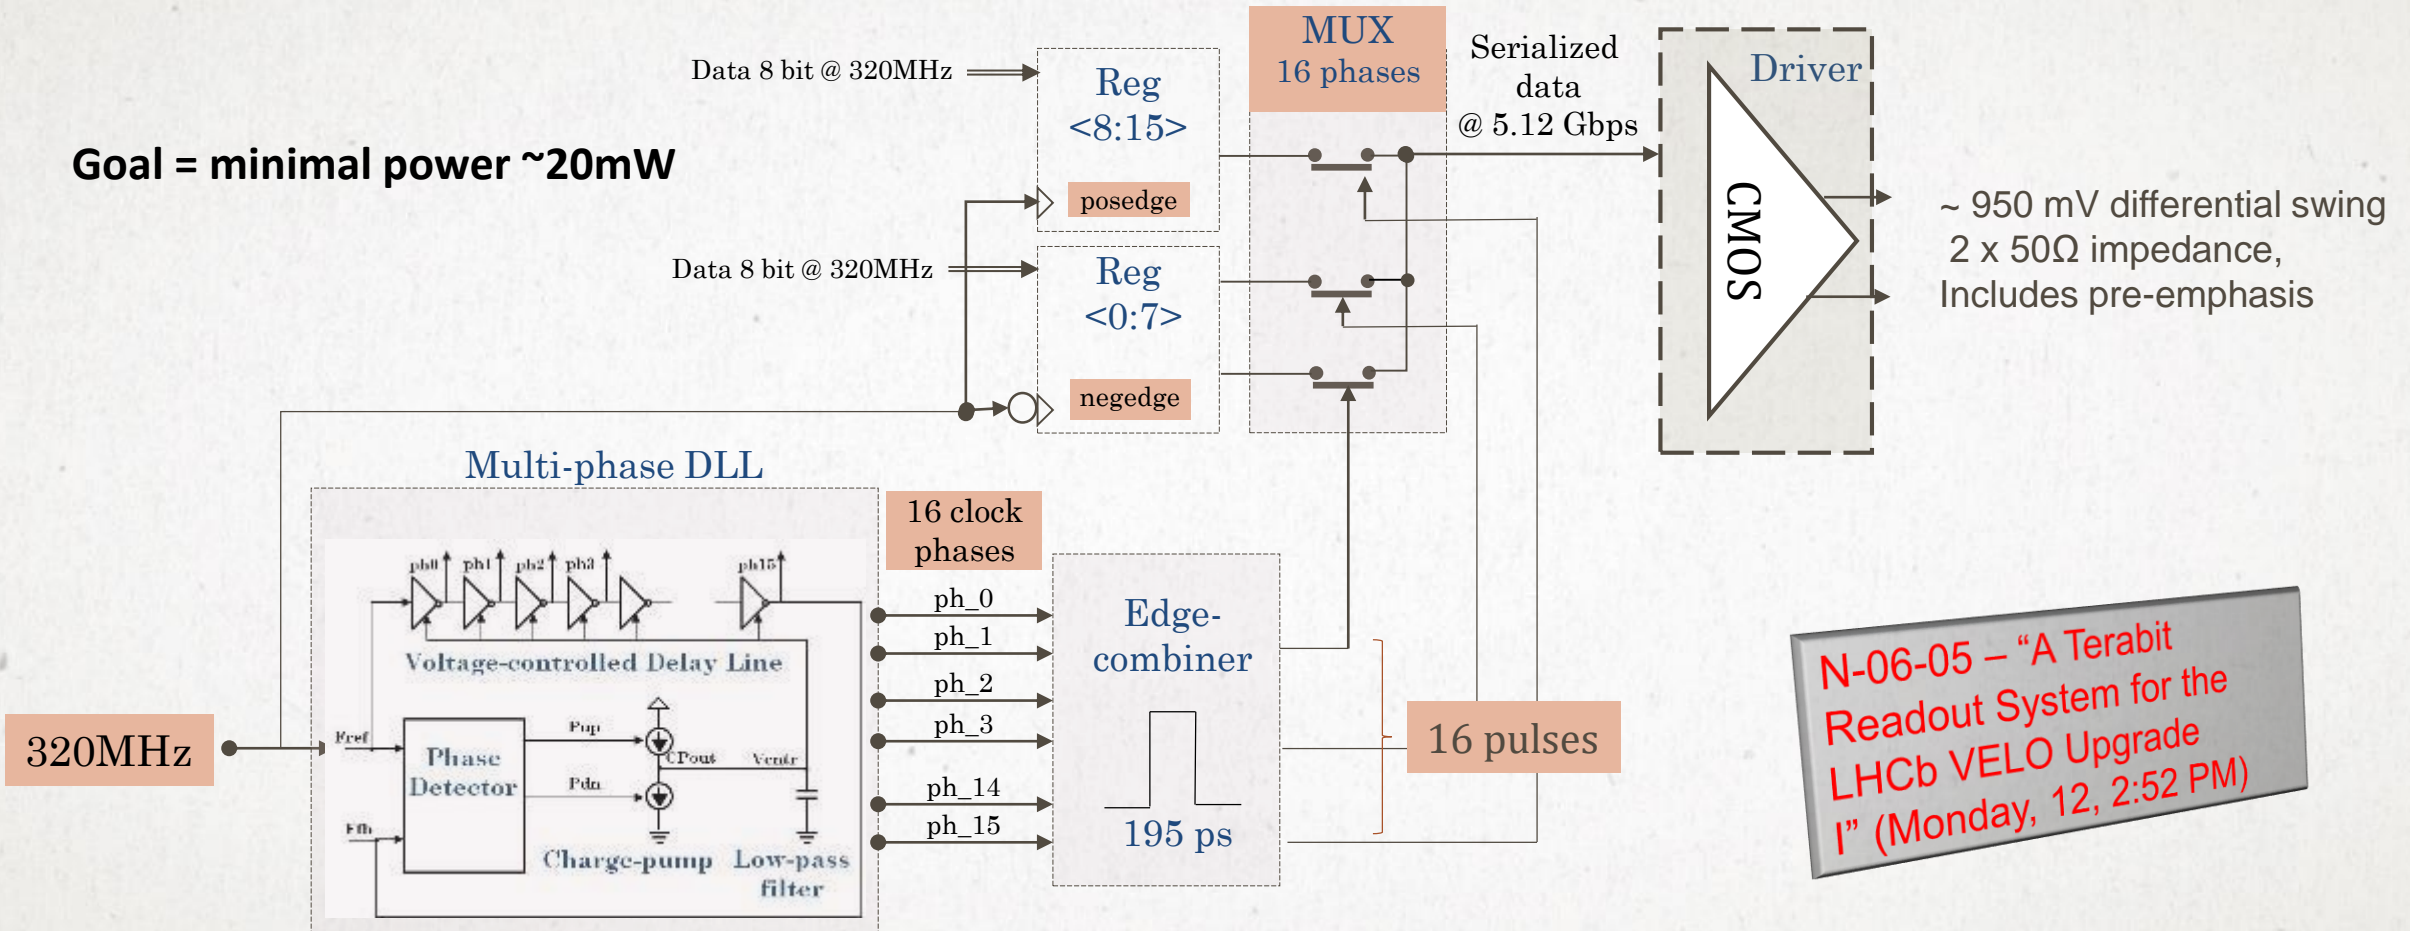 Goal = minimal power ~20mW
Data 8 bit @ 320MHz
Reg
<8:15>
posedge
Data 8 bit @ 320MHz
Reg
<0:7>
negedge
MUX
16 phases
Serialized
data
@ 5.12 Gbps
Driver
CMOS
~ 950 mV differential swing
2 x 50Ω impedance,
Includes pre-emphasis
320MHz
Multi-phase DLL
ph0
ph1
ph2
ph3
ph15
Voltage-controlled Delay Line
Fref
Phase
Detector
Pup
Pdn
CPout
Vcntr
Ffb
Charge-pump
Low-pass
filter
16 clock
phases
ph_0
ph_1
ph_2
ph_3
ph_14
ph_15
Edge-
combiner
195 ps
16 pulses
N-06-05 – “A Terabit
Readout System for the
LHCb VELO Upgrade
I” (Monday, 12, 2:52 PM)